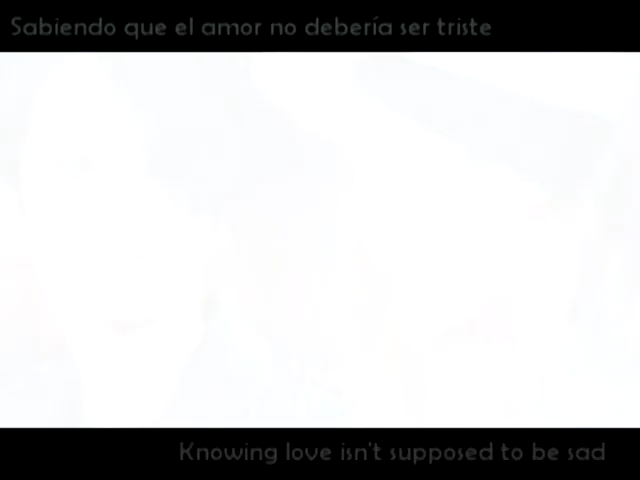 Sabiendo que el amor no debería ser triste
Knowing love isn't supposed to be sad